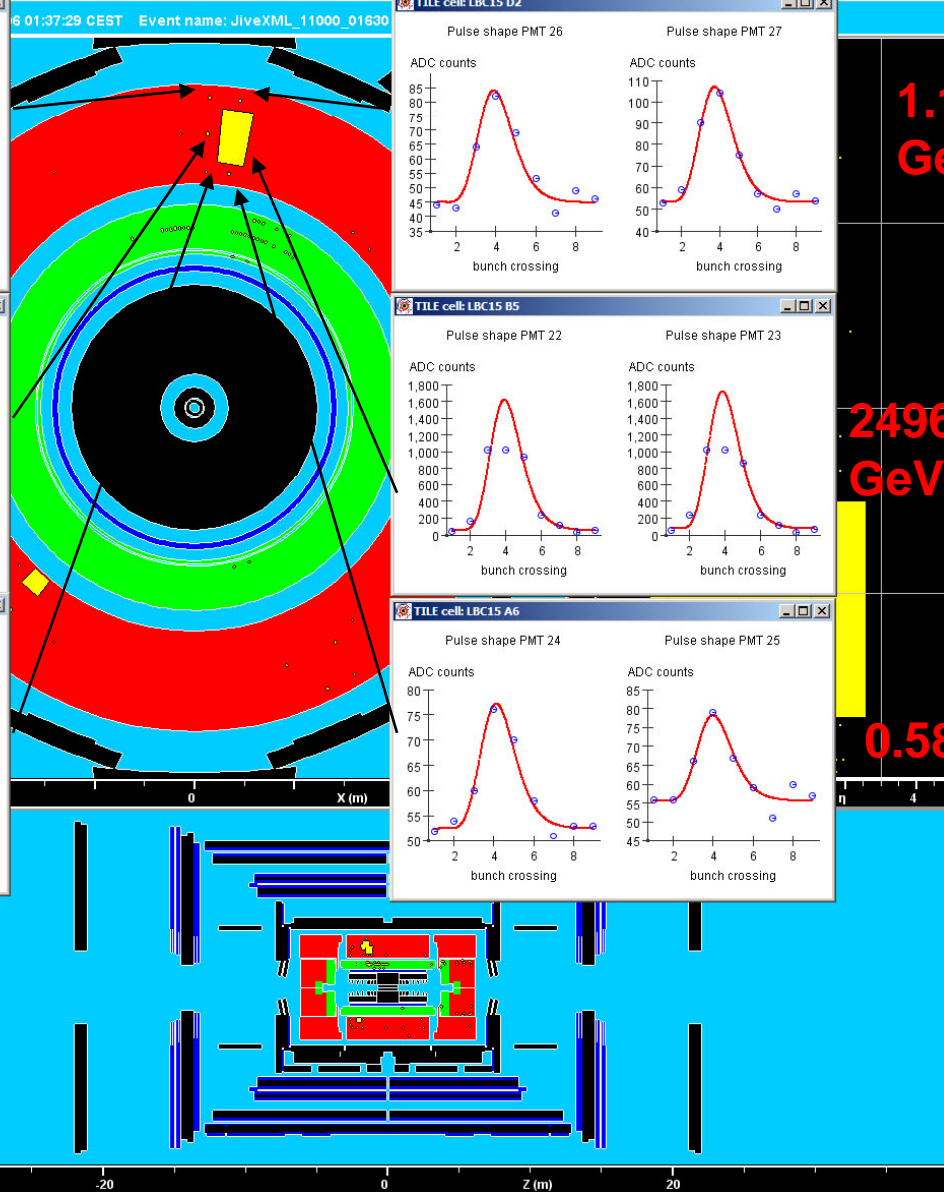 6 01:37:29 CEST Event name: JiveXML_11000_01630
TILE cell: LBC15 D2
Pulse shape PMT 26
Pulse shape PMT 27
ADC counts
ADC counts
85
80
75
70
65
60
55
50
45
40
35
2 4 6 8
bunch crossing
110
100
90
80
70
60
50
40
2 4 6 8
bunch crossing
TILE cell: LBC15 B5
Pulse shape PMT 22
Pulse shape PMT 23
ADC counts
ADC counts
1,800
1,600
1,400
1,200
1,000
800
600
400
200
0
2 4 6 8
bunch crossing
1,800
1,600
1,400
1,200
1,000
800
600
400
200
0
2 4 6 8
bunch crossing
TILE cell: LBC15 A6
Pulse shape PMT 24
Pulse shape PMT 25
ADC counts
ADC counts
80
75
70
65
60
55
50
2 4 6 8
bunch crossing
85
80
75
70
65
60
55
50
45
2 4 6 8
bunch crossing
1.1
Ge
2496
GeV
0.58
0 X (m)
η 4
-20 0 Z (m) 20